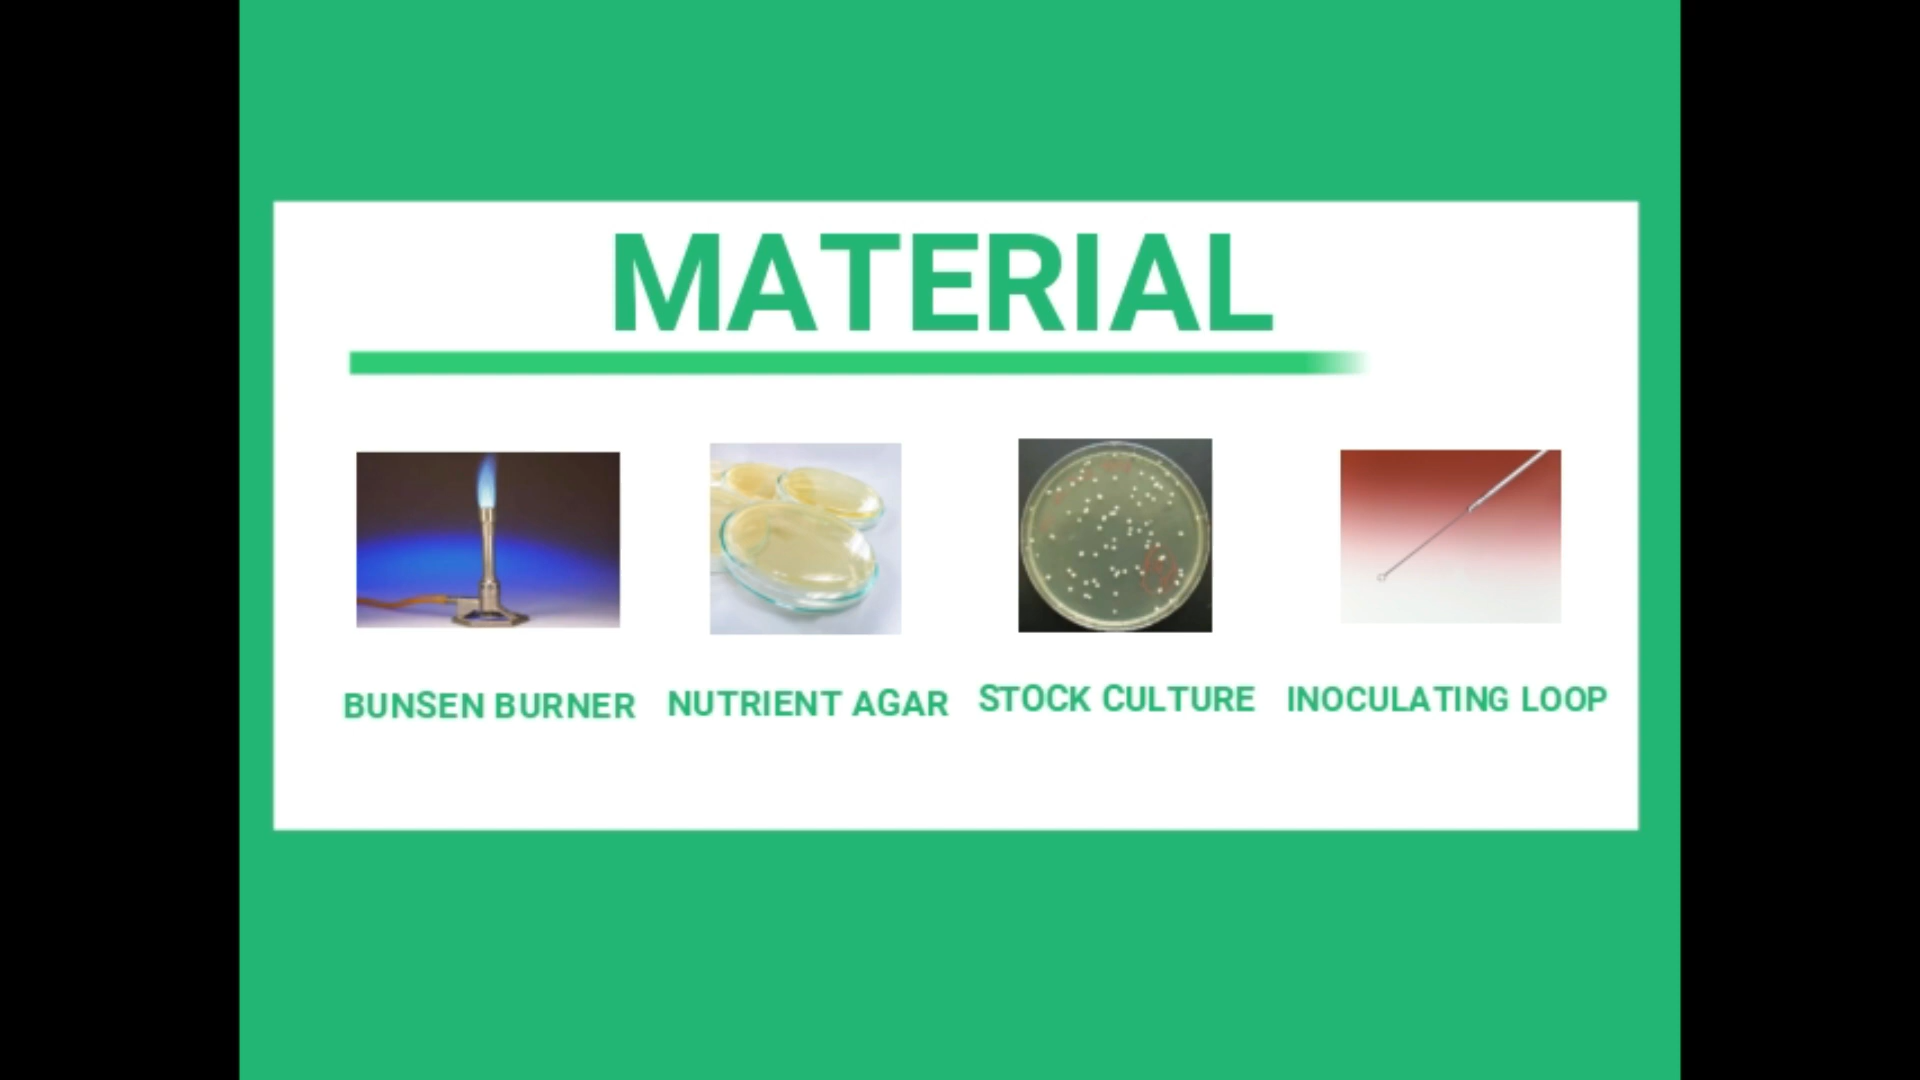 MATERIAL
BUNSEN BURNER
NUTRIENT AGAR
STOCK CULTURE
INOCULATING LOOP